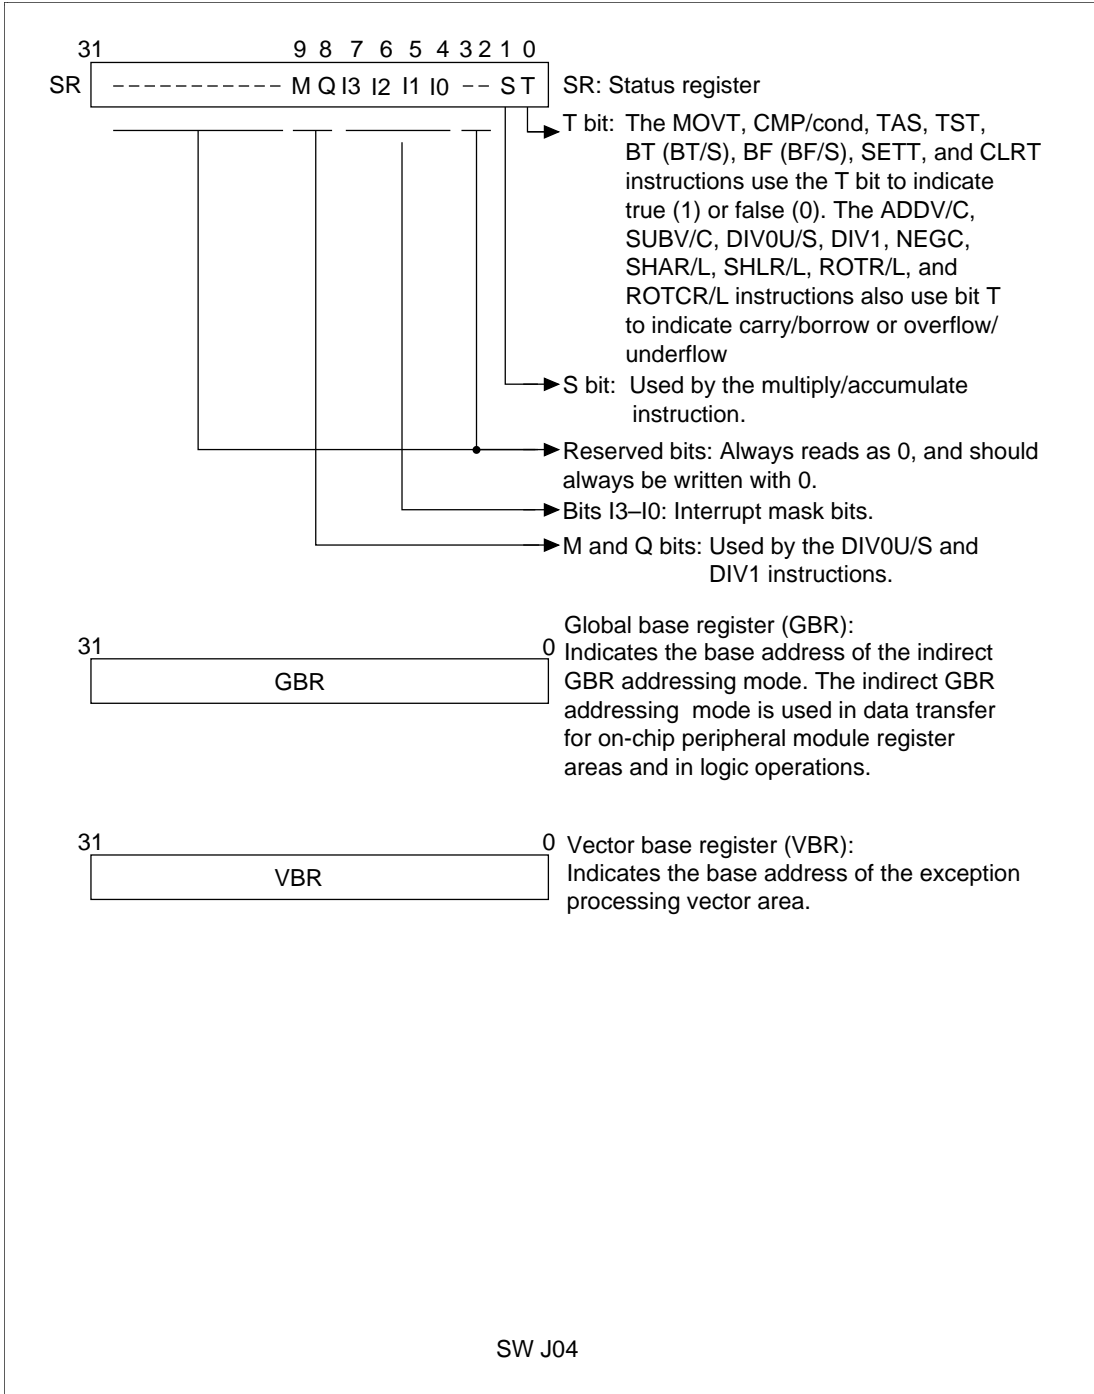 31 9 8 7 6 5 4 3 2 1 0
SR ----------- M Q I3 I2 I1 I0 -- S T SR: Status register
T bit: The MOVT, CMP/cond, TAS, TST,
BT (BT/S), BF (BF/S), SETT, and CLRT
instructions use the T bit to indicate
true (1) or false (0). The ADDV/C,
SUBV/C, DIV0U/S, DIV1, NEGC,
SHAR/L, SHLR/L, ROTR/L, and
ROTCR/L instructions also use bit T
to indicate carry/borrow or overflow/
underflow
S bit: Used by the multiply/accumulate
instruction.
Reserved bits: Always reads as 0, and should
always be written with 0.
Bits I3–I0: Interrupt mask bits.
M and Q bits: Used by the DIV0U/S and
DIV1 instructions.
Global base register (GBR):
31 0 Indicates the base address of the indirect
GBR GBR addressing mode. The indirect GBR
addressing mode is used in data transfer
for on-chip peripheral module register
areas and in logic operations.
31 0 Vector base register (VBR):
VBR Indicates the base address of the exception
processing vector area.
SW J04